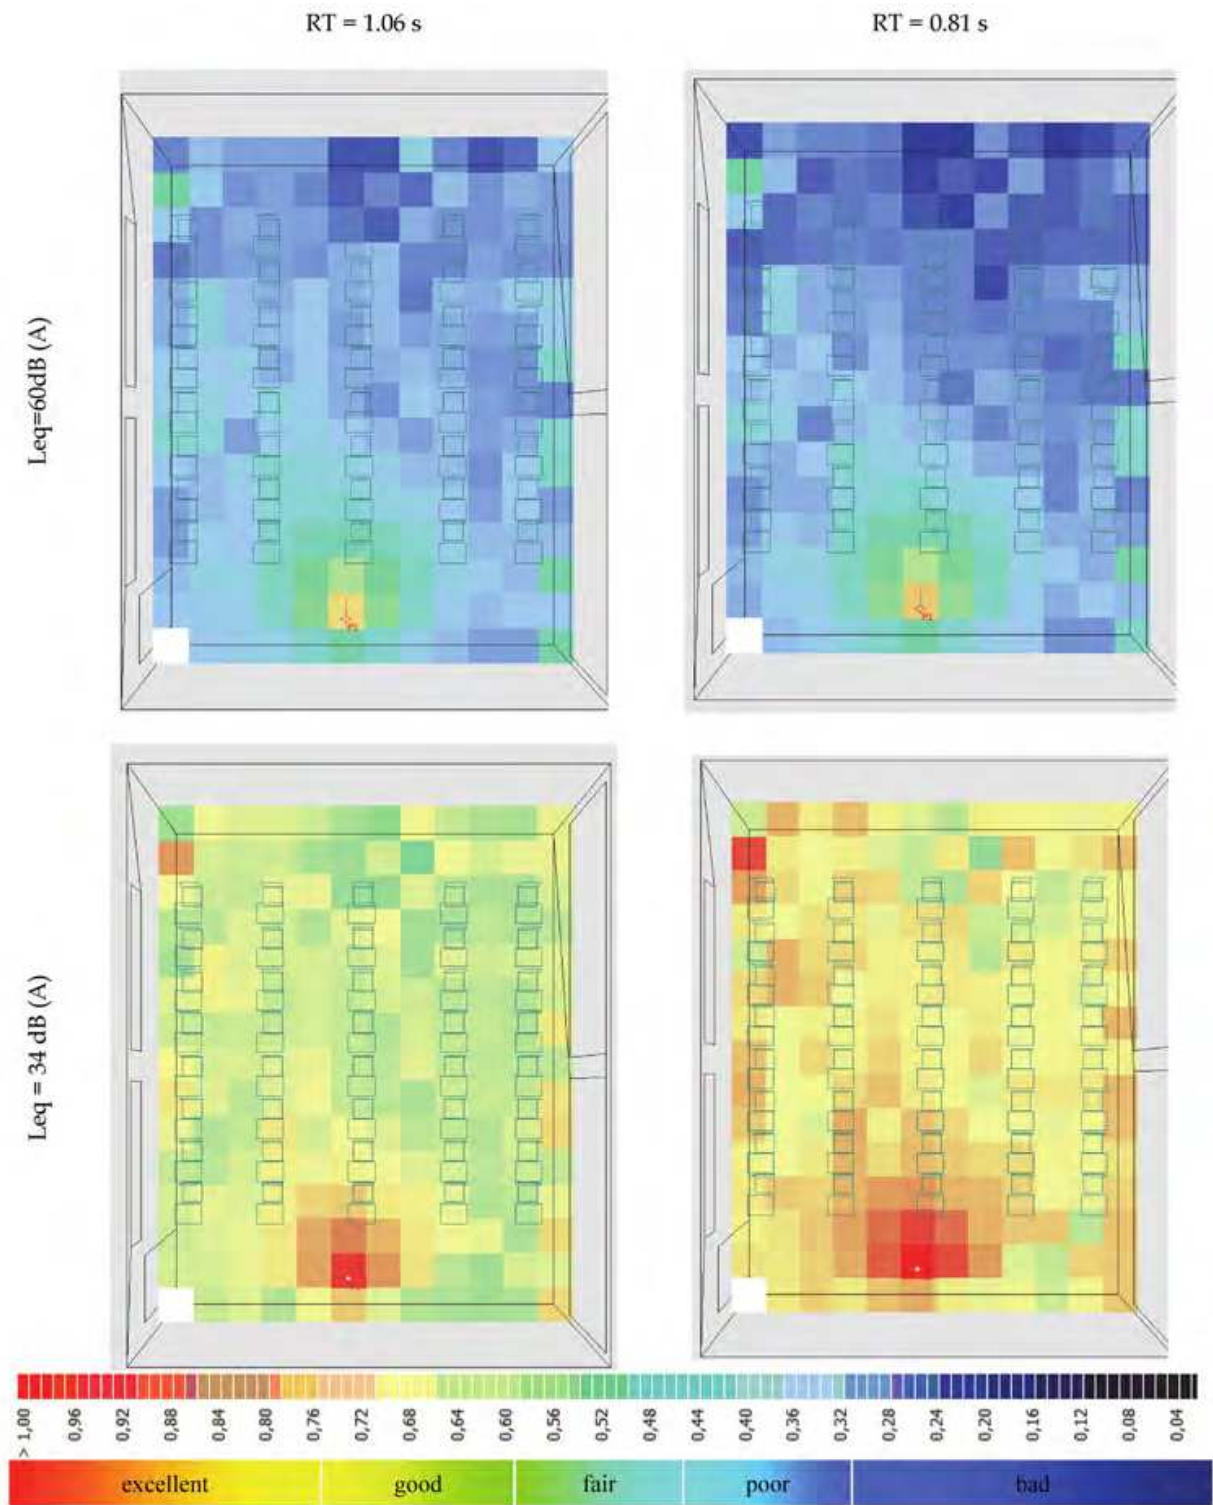 RT = 1.06 s
RT = 0.81 s
Leq=60dB (A)
P1
P1
Leq = 34 dB (A)
> 1,00 0,96 0,92 0,88 0,84 0,80 0,76 0,72 0,68 0,64 0,60 0,56 0,52 0,48 0,44 0,40 0,36 0,32 0,28 0,24 0,20 0,16 0,12 0,08 0,04
excellent good fair poor bad